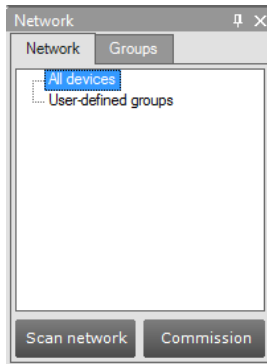 Network
Network Groups
All devices
User-defined groups
Scan network Commission